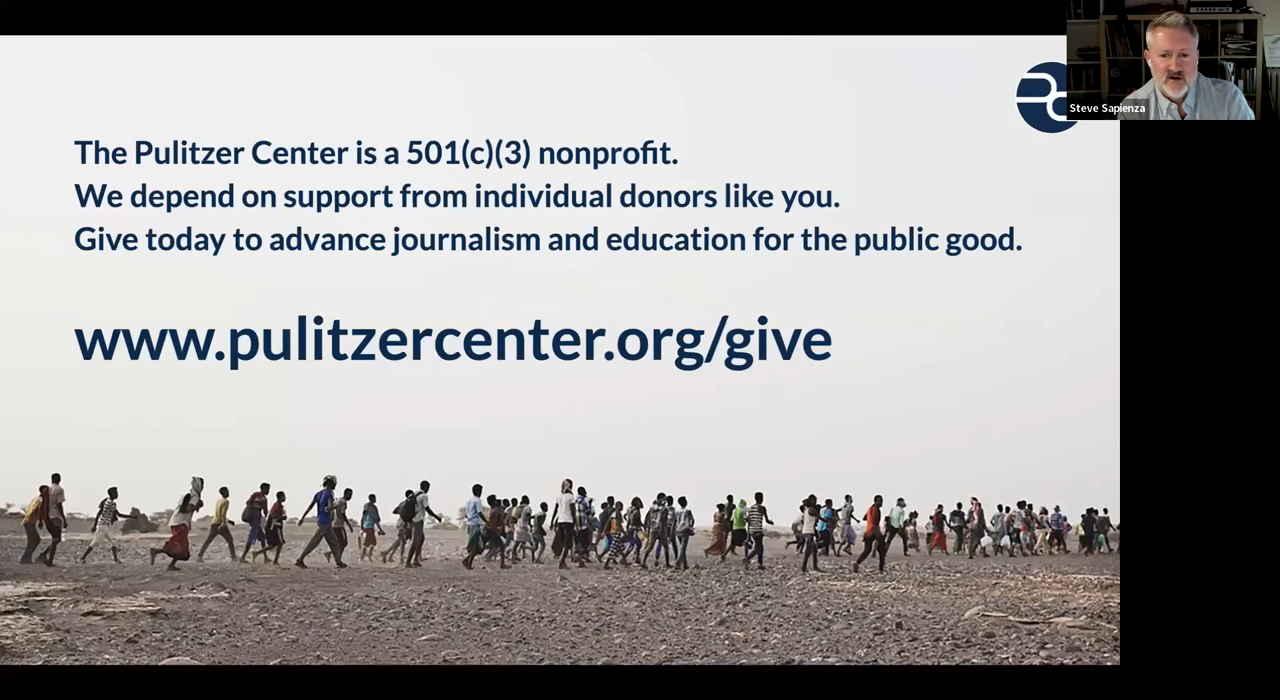 The Pulitzer Center is a 501(c)(3) nonprofit.
We depend on support from individual donors like you.
Give today to advance journalism and education for the public good.
www.pulitzercenter.org/give
Steve Sapienza